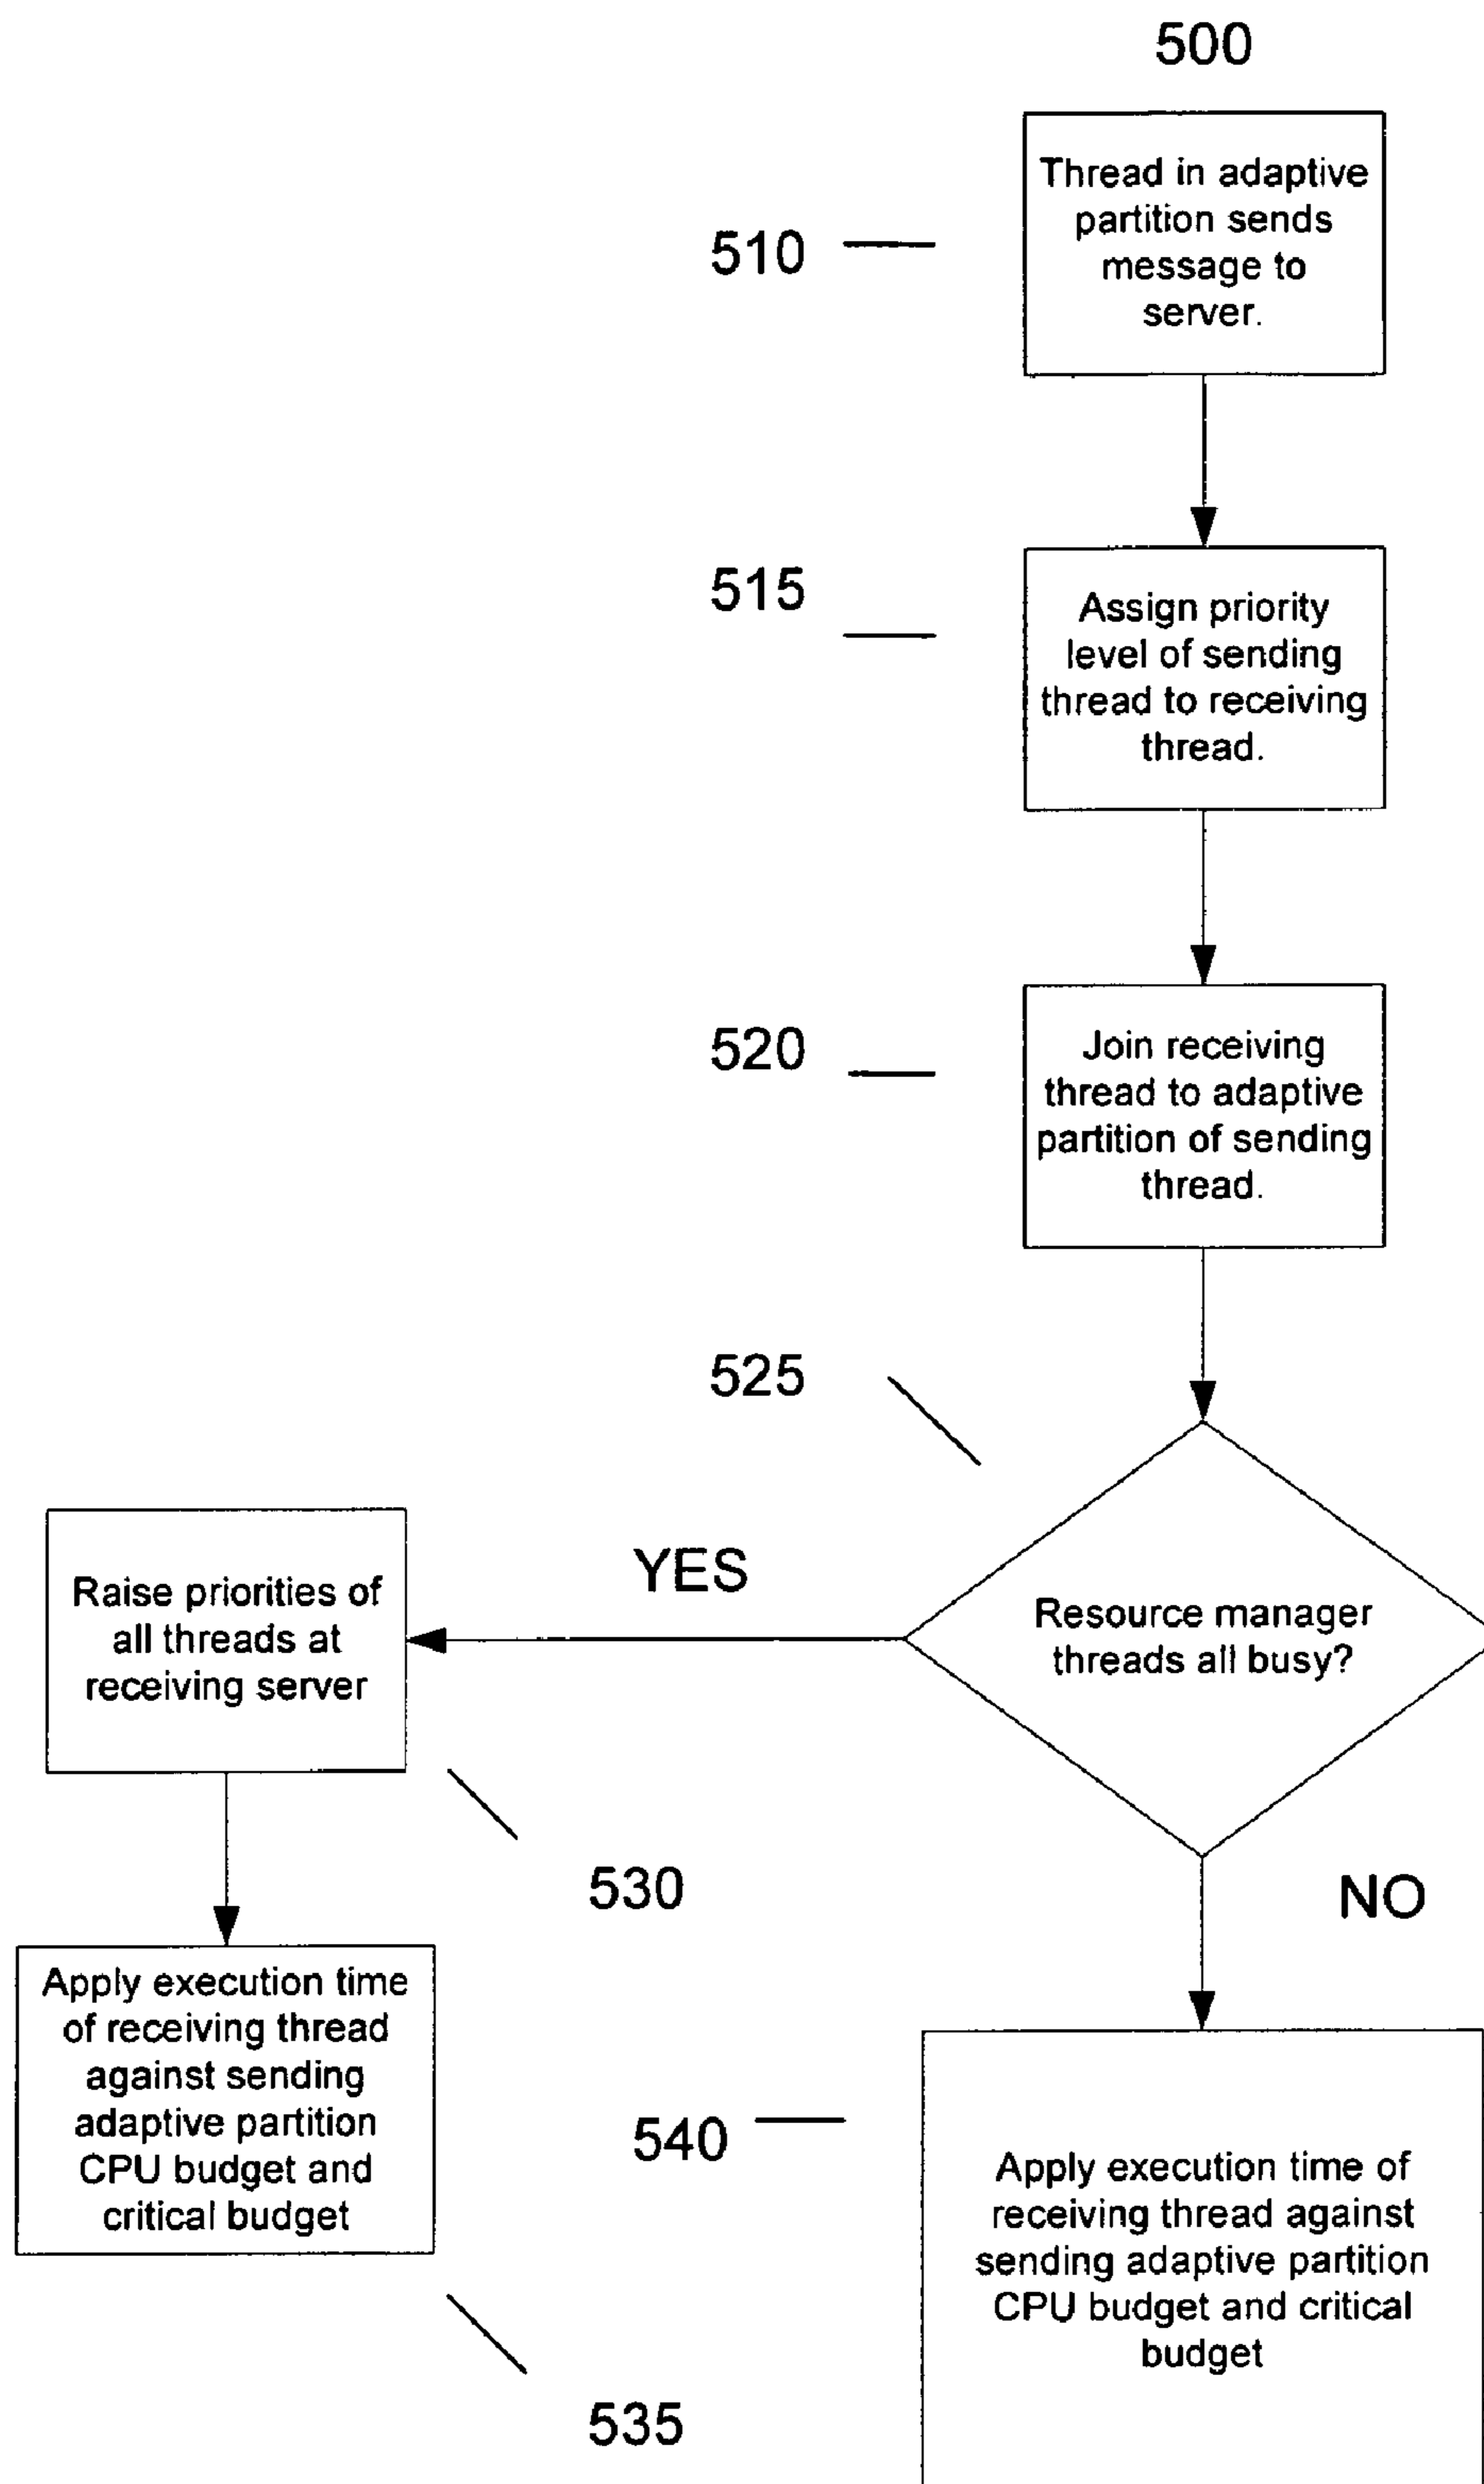 500
Thread in adaptive
partition sends
message to
server.
510
515
Assign priority
level of sending
thread to receiving
thread.
520
Join receiving
thread to adaptive
partition of sending
thread.
525
Resource manager
threads all busy?
YES
Raise priorities of
all threads at
receiving server
530
NO
Apply execution time
of receiving thread
against sending
adaptive partition
CPU budget and
critical budget
535
540
Apply execution time of
receiving thread against
sending adaptive partition
CPU budget and critical
budget